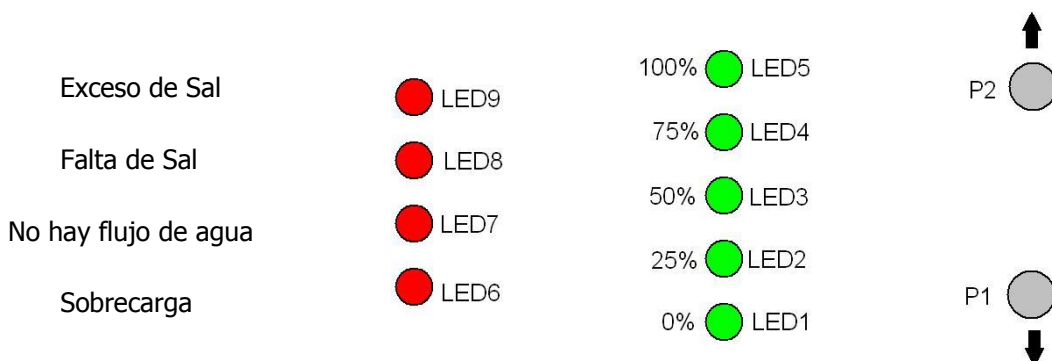 Exceso de Sal
Falta de Sal
No hay flujo de agua
Sobrecarga
LED9
LED8
LED7
LED6
100% LED5
75% LED4
50% LED3
25% LED2
0% LED1
P2
P1